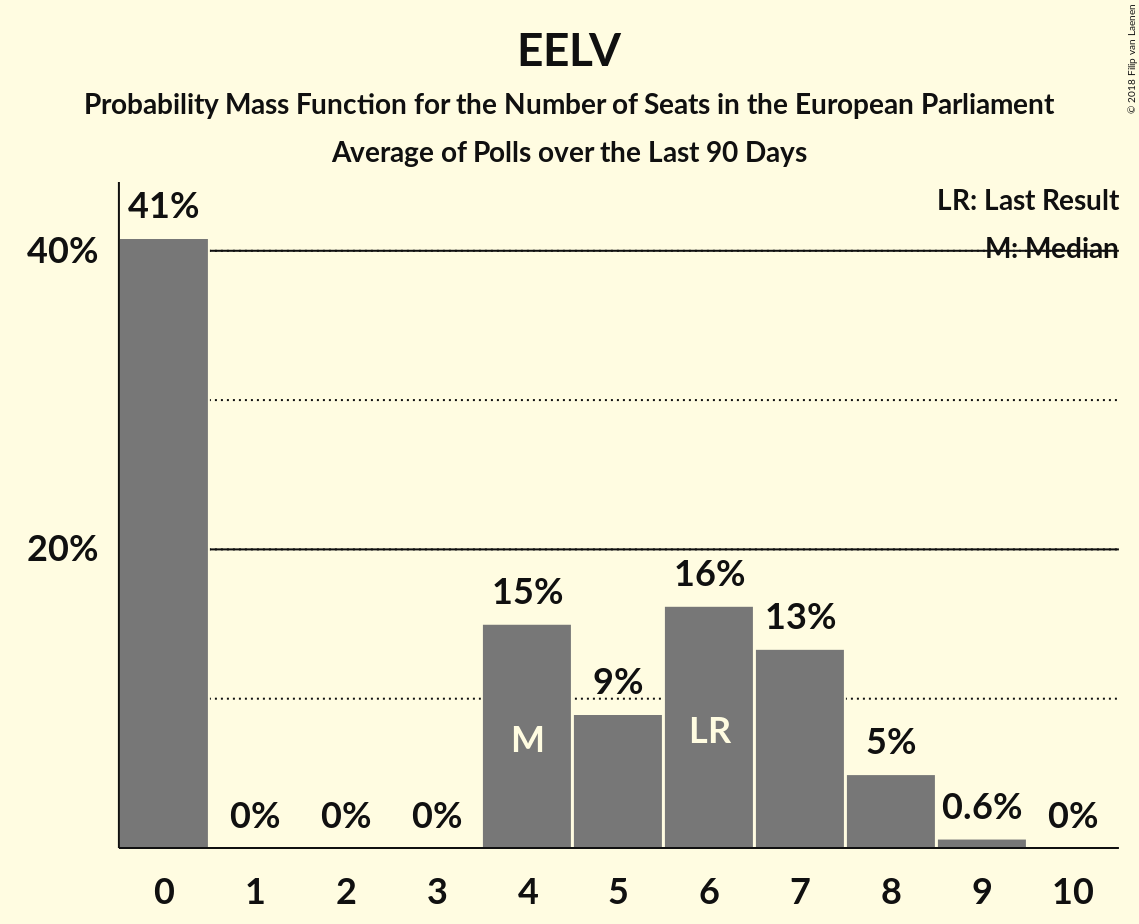 EELV
Probability Mass Function for the Number of Seats in the European Parliament
Average of Polls over the Last 90 Days
© 2018 Filip van Laenen
LR: Last Result
M: Median
40%
20%
41%
0%
0%
0%
15%
9%
16%
13%
5%
0.6%
0%
M
LR
0 1 2 3 4 5 6 7 8 9 10